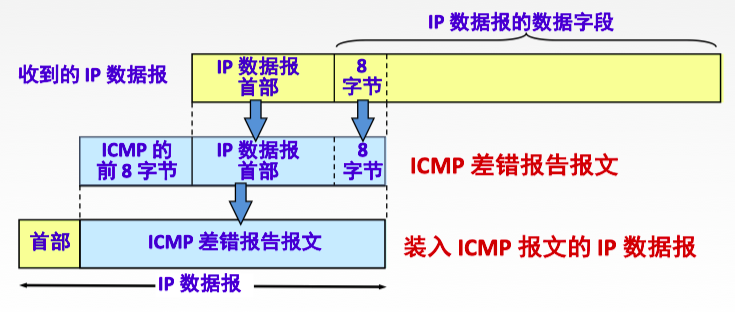 IP 数据报的数据字段
收到的 IP 数据报
IP 数据报
首部
8
字节
ICMP 的
前 8 字节
IP 数据报
首部
8
字节
ICMP 差错报告报文
首部
ICMP 差错报告报文
装入 ICMP 报文的 IP 数据报
IP 数据报